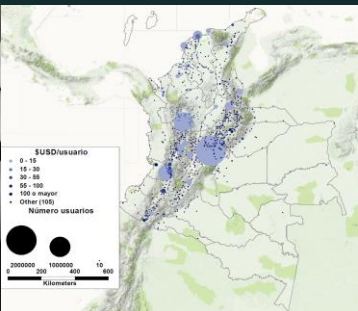 $USD/usuario
0 - 15
15 - 30
30 - 55
55 - 100
100 o mayor
Other (105)
Número usuarios
2000000 1000000 10
0 200 400 600
Kilometers